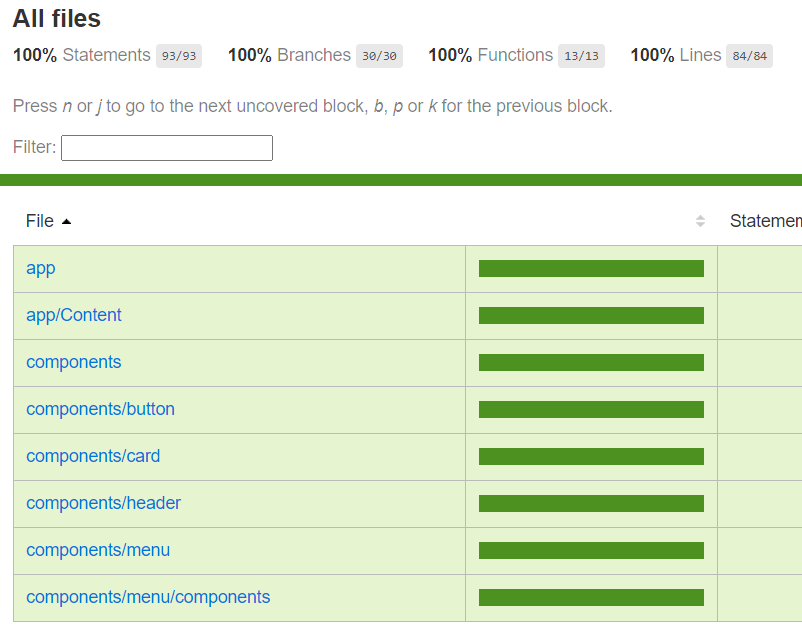 All files
100% Statements 93/93 100% Branches 30/30 100% Functions 13/13 100% Lines 84/84
Press n or j to go to the next uncovered block, b, p or k for the previous block.
Filter:
File Statemen
app
app/Content
components
components/button
components/card
components/header
components/menu
components/menu/components